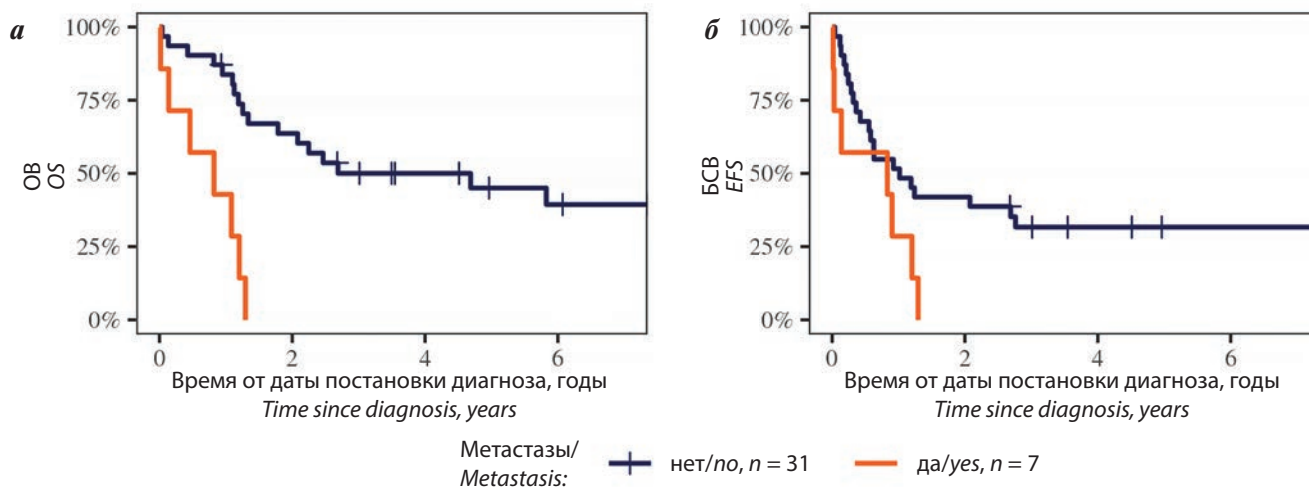 а
100%
75%
50%
25%
0%
ОВ
OS
0 2 4 6
Время от даты постановки диагноза, годы
Time since diagnosis, years
б
100%
75%
50%
25%
0%
БСВ
EFS
0 2 4 6
Время от даты постановки диагноза, годы
Time since diagnosis, years
Метастазы/
Metastasis:
нет/no, n = 31
да/yes, n = 7